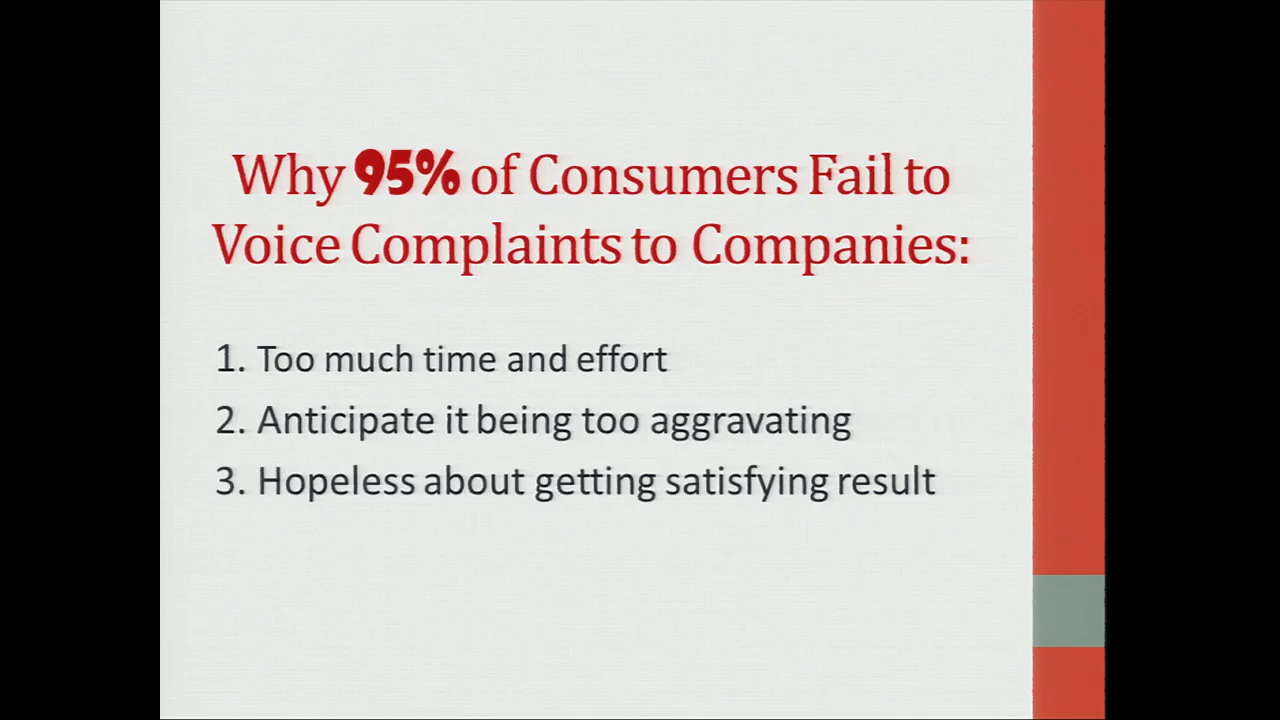 Why 95% of Consumers Fail to
Voice Complaints to Companies:
1. Too much time and effort
2. Anticipate it being too aggravating
3. Hopeless about getting satisfying result